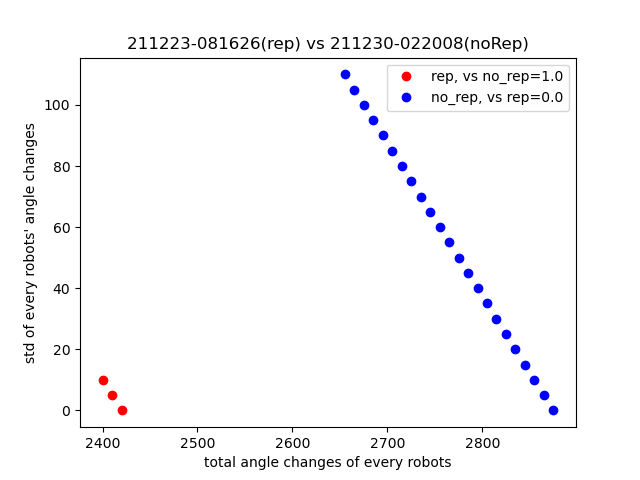 211223-081626(rep) vs 211230-022008(noRep)
rep, vs no_rep=1.0
no_rep, vs rep=0.0
std of every robots' angle changes
100
80
60
40
20
0
2400 2500 2600 2700 2800
total angle changes of every robots